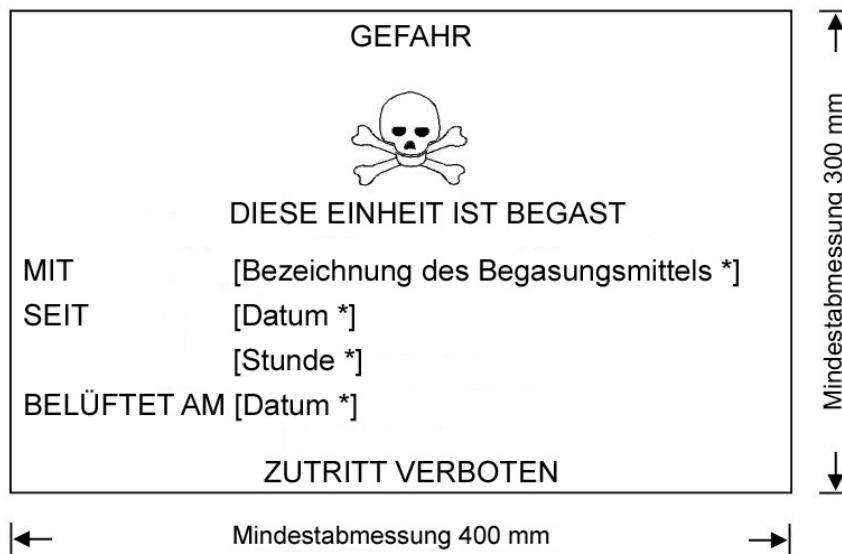 GEFAHR
DIESE EINHEIT IST BEGAST
MIT [Bezeichnung des Begasungsmittels *]
SEIT [Datum *]
[Stunde *]
BELÜFTET AM [Datum *]
ZUTRITT VERBOTEN
Mindestabmessung 400 mm
Mindestabmessung 300 mm